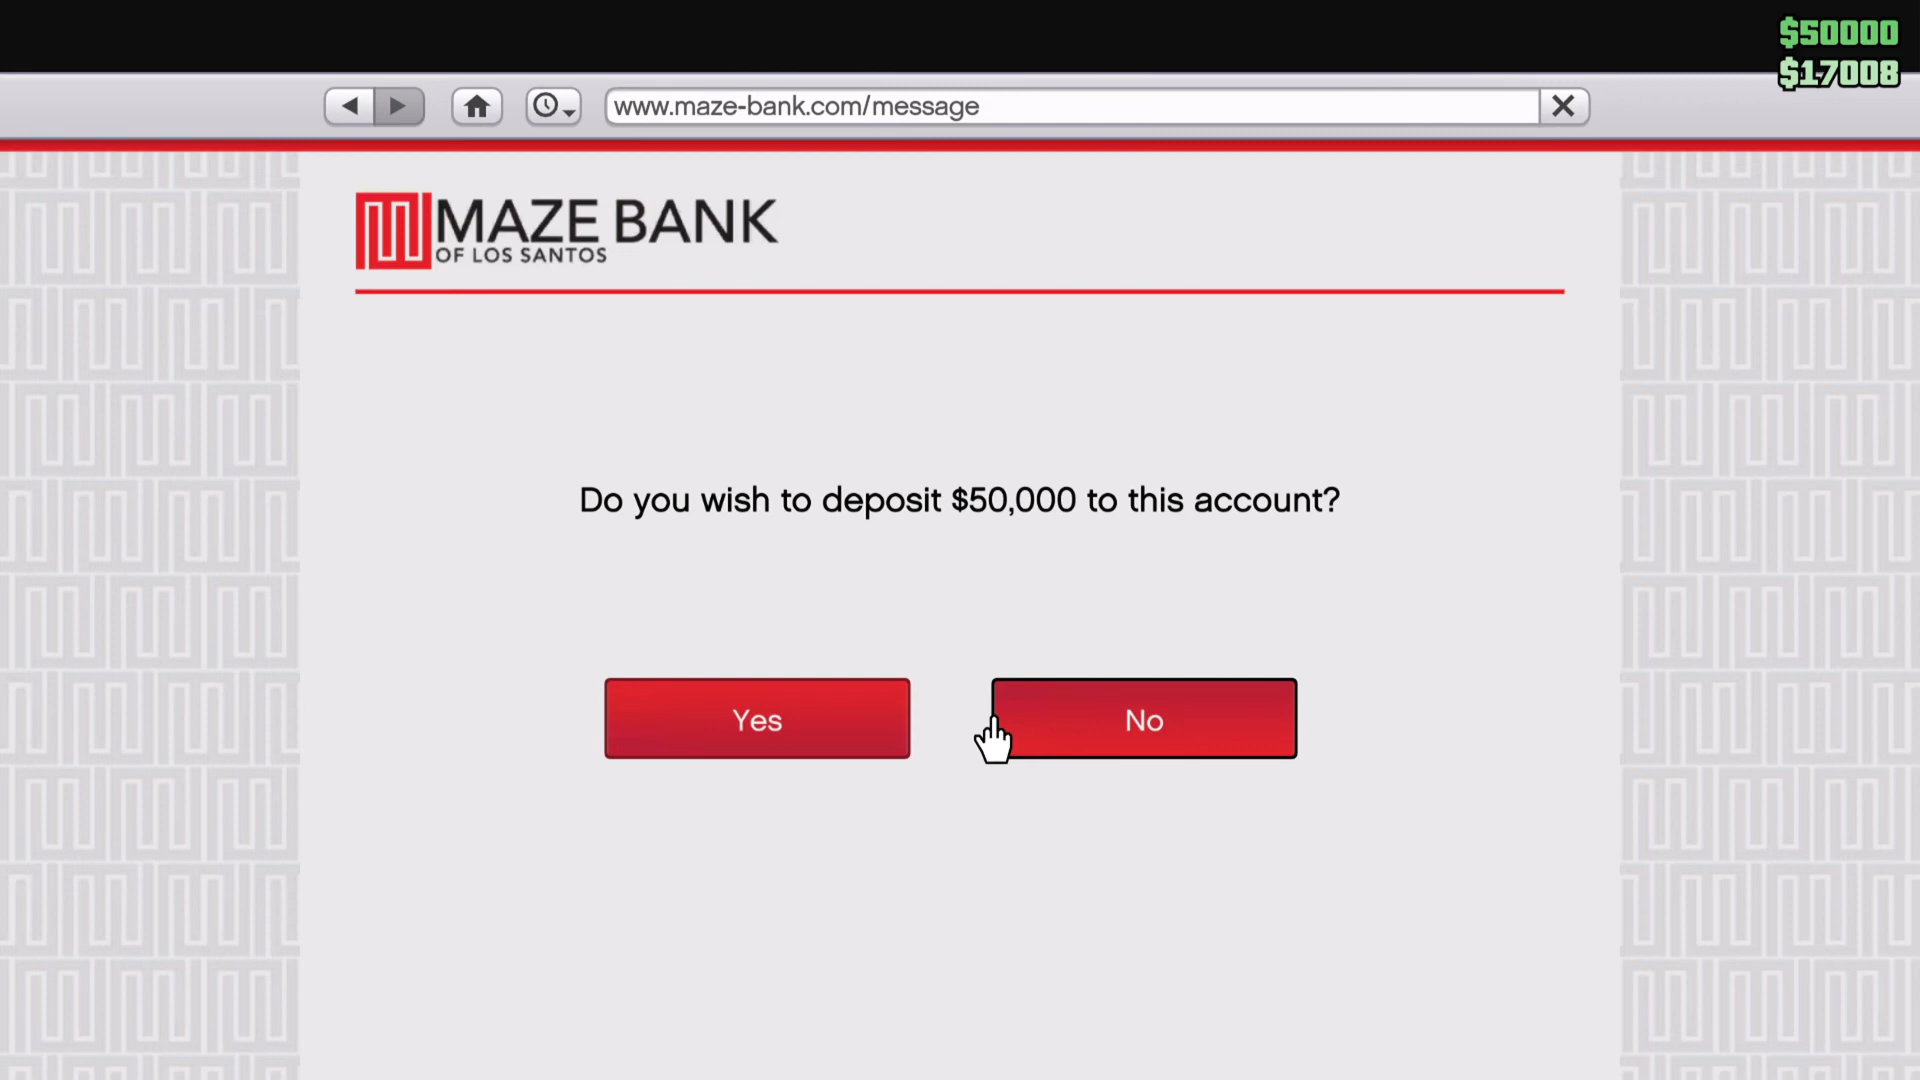 $50000
$17008
www.maze-bank.com/message
MAZE BANK
OF LOS SANTOS
Do you wish to deposit $50,000 to this account?
Yes
No